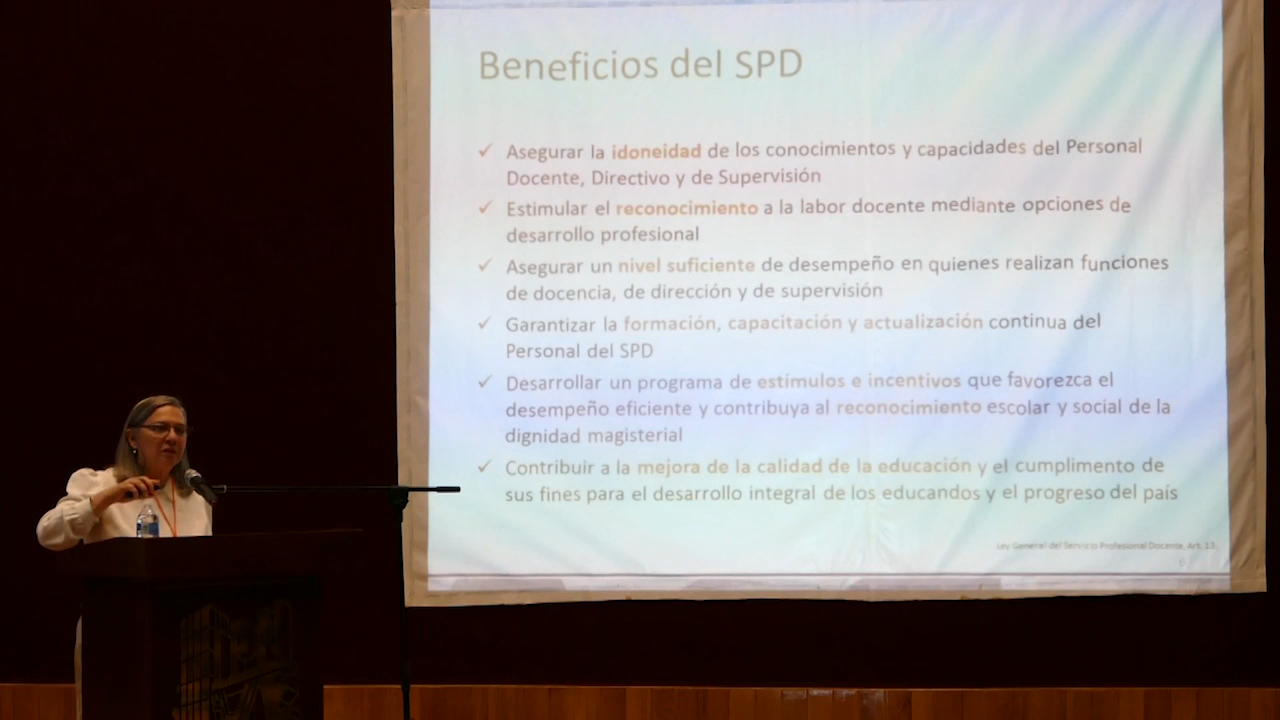 Beneficios del SPD
✓ Asegurar la idoneidad de los conocimientos y capacidades del Personal
Docente, Directivo y de Supervisión
✓ Estimular el reconocimiento a la labor docente mediante opciones de
desarrollo profesional
✓ Asegurar un nivel suficiente de desempeño en quienes realizan funciones
de docencia, de dirección y de supervisión
✓ Garantizar la formación, capacitación y actualización continua del
Personal del SPD
✓ Desarrollar un programa de estímulos e incentivos que favorezca el
desempeño eficiente y contribuya al reconocimiento escolar y social de la
dignidad magisterial
✓ Contribuir a la mejora de la calidad de la educación y el cumplimento de
sus fines para el desarrollo integral de los educandos y el progreso del país
Ley General del Servicio Profesional Docente, Art. 13
6